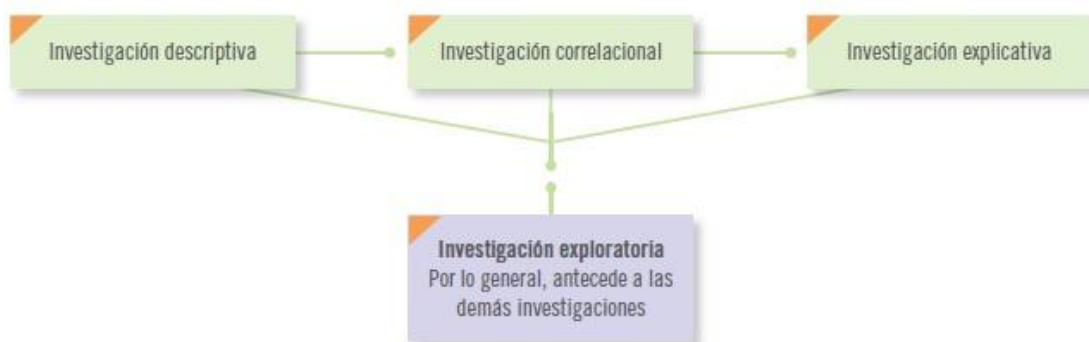 Investigación descriptiva
Investigación correlacional
Investigación explicativa
Investigación exploratoria
Por lo general, antecede a las
demás investigaciones